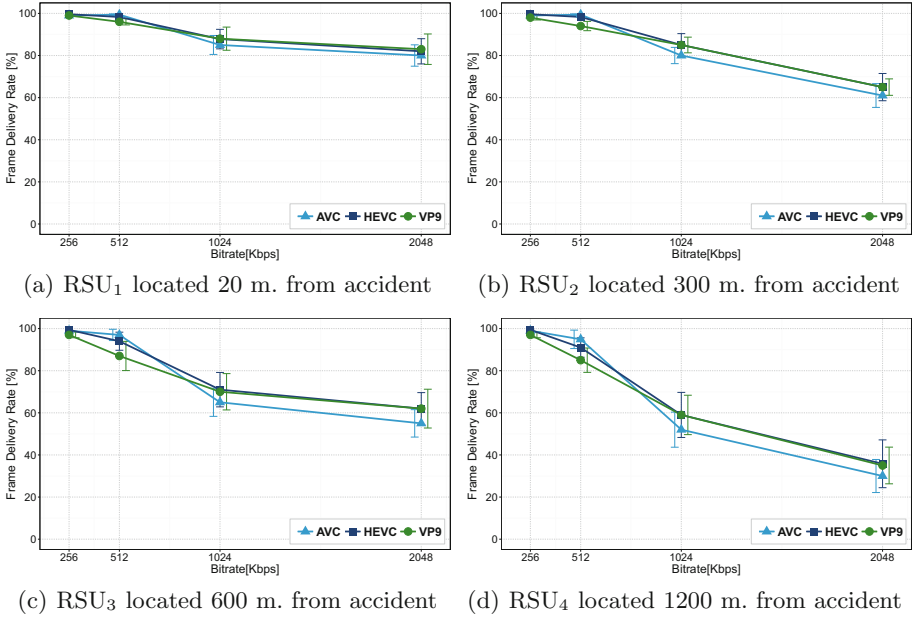 100
80
60
40
20
0
Frame Delivery Rate [%]
AVC HEVC VP9
256 512 1024 2048
Bitrate[Kbps]
(a) RSU₁ located 20 m. from accident
100
80
60
40
20
0
Frame Delivery Rate [%]
AVC HEVC VP9
256 512 1024 2048
Bitrate[Kbps]
(b) RSU₂ located 300 m. from accident
100
80
60
40
20
0
Frame Delivery Rate [%]
AVC HEVC VP9
256 512 1024 2048
Bitrate[Kbps]
(c) RSU₃ located 600 m. from accident
100
80
60
40
20
0
Frame Delivery Rate [%]
AVC HEVC VP9
256 512 1024 2048
Bitrate[Kbps]
(d) RSU₄ located 1200 m. from accident